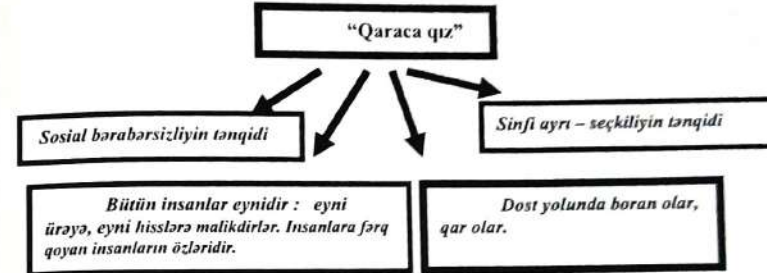 “Qaraca qız”
Sosial bərabərsizliyin tənqidi
Sinfi ayrı – seçkiliyin tənqidi
Bütün insanlar eynidir : eyni
ürəyə, eyni hisslərə malikdirlər. Insanlara fərq
qoyan insanların özləridir.
Dost yolunda boran olar,
qar olar.